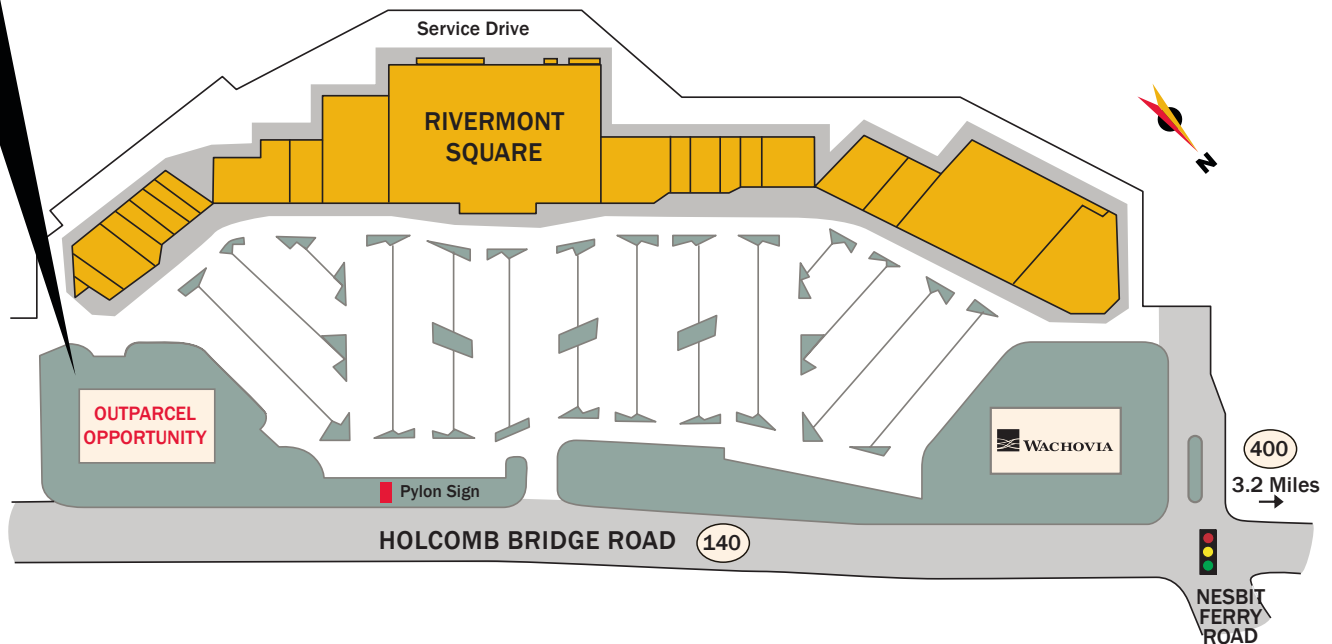 Service Drive
RIVERMONT
SQUARE
N
OUTPARCEL
OPPORTUNITY
WACHOVIA
400
3.2 Miles
Pylon Sign
HOLCOMB BRIDGE ROAD 140
NESBIT
FERRY
ROAD